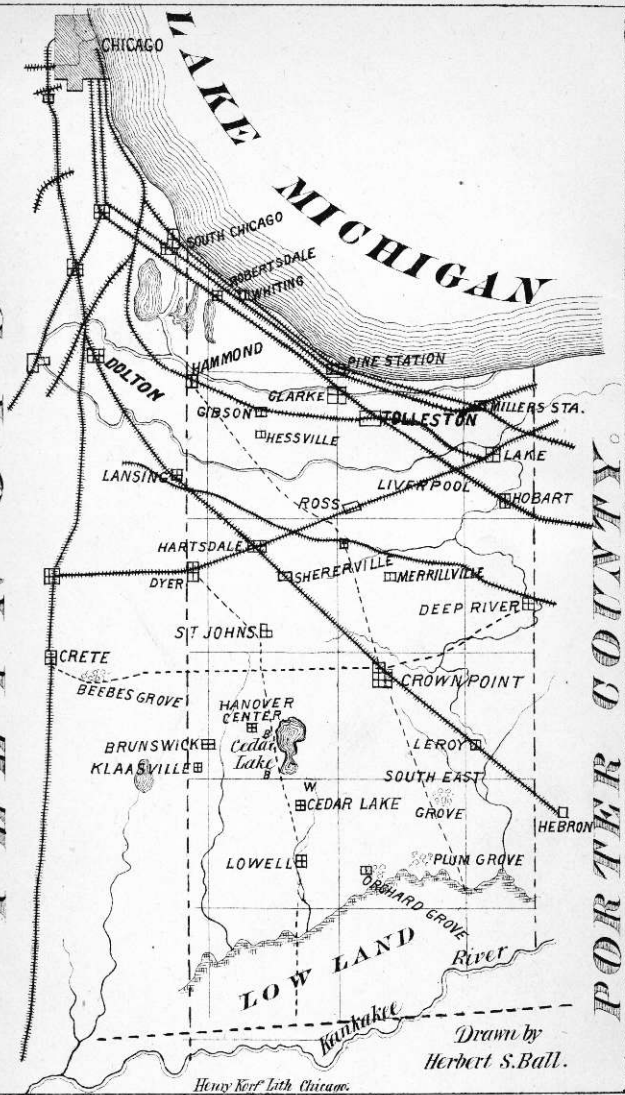 CHICAGO
LAKE MICHIGAN
SOUTH CHICAGO
ROBERTSDALE
WHITING
HAMMOND
PINE STATION
DOLTON
CLARKE
GIBSON
TOLLESTON
MILLERS STA.
HESSVILLE
LAKE
LANSING
LIVERPOOL
ROSS
HOBART
HARTSDALE
DYER
SHERERVILLE
MERRILLVILLE
DEEP RIVER
ST JOHNS
CRETE
CROWN POINT
BEEBES GROVE
HANOVER
CENTER
B
BRUNSWICK
Cedar
Lake
B
LEROY
KLAASVILLE
SOUTH EAST
GROVE
W
CEDAR LAKE
HEBRON
LOWELL
PLUM GROVE
ORCHARD GROVE
LOW LAND
River
Kankakee
PORTER COUNTY.
Drawn by
Herbert S. Ball.
Lith Chicago.